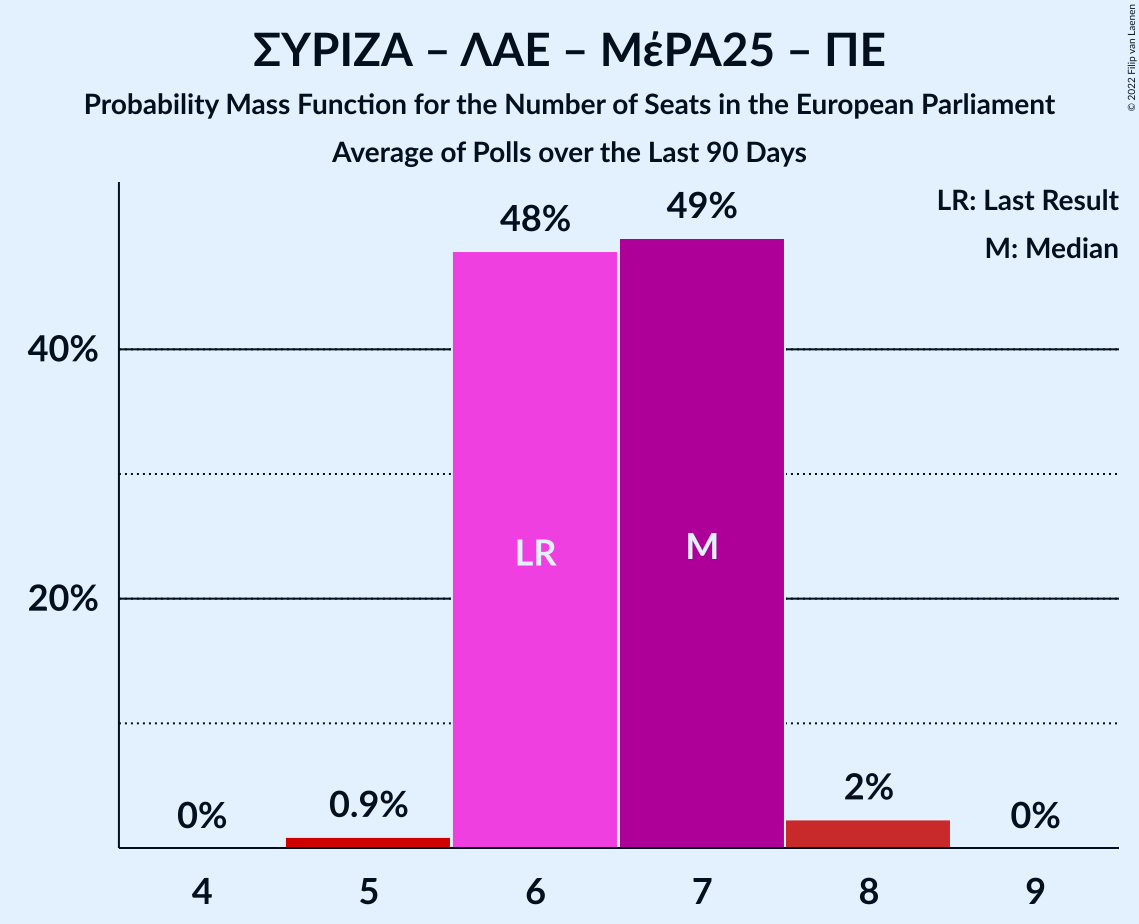 ΣΥΡΙΖΑ – ΛΑΕ – ΜέΡΑ25 – ΠΕ
Probability Mass Function for the Number of Seats in the European Parliament
Average of Polls over the Last 90 Days
© 2022 Filip van Laenen
LR: Last Result
M: Median
48%
49%
40%
20%
LR
M
0%
0.9%
2%
0%
4
5
6
7
8
9